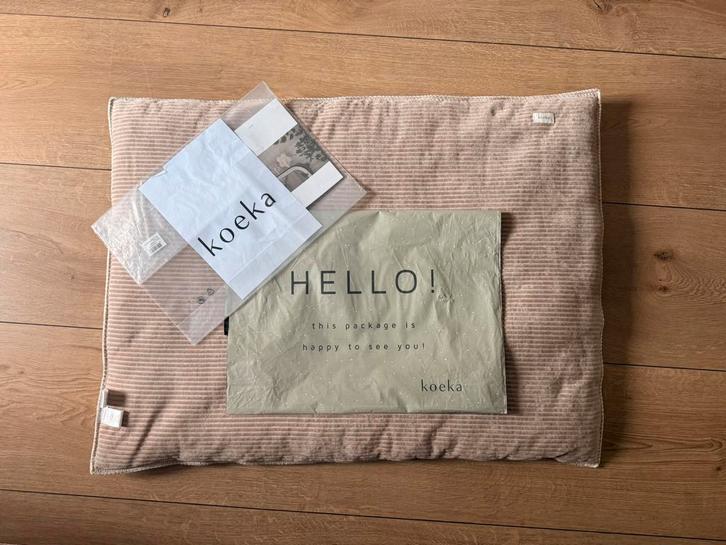 koeka
HELLO!
this package is
happy to see you!
koeka